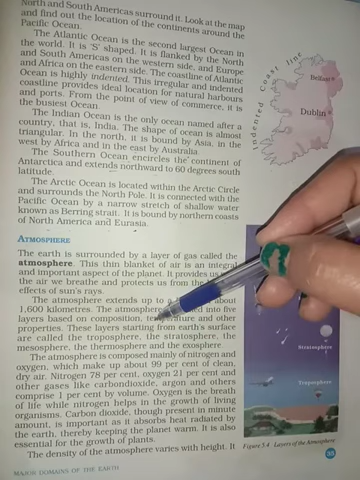 North and South Americas surround it. Look at the map
and find out the location of the continents around the
Pacific Ocean.
The Atlantic Ocean is the second largest Ocean in
the world. It is 'S' shaped. It is flanked by the North
and South Americas on the western side, and Europe
and Africa on the eastern side. The coastline of Atlantic
Ocean is highly indented. This irregular and indented
coastline provides ideal location for natural harbours
and ports. From the point of view of commerce, it is
the busiest Ocean.
The Indian Ocean is the only ocean named after a
country, that is, India. The shape of ocean is almost
triangular. In the north, it is bound by Asia, in the
west by Africa and in the east by Australia.
The Southern Ocean encircles the continent of
Antarctica and extends northward to 60 degrees south
latitude.
The Arctic Ocean is located within the Arctic Circle
and surrounds the North Pole. It is connected with the
Pacific Ocean by a narrow stretch of shallow water
known as Berring strait. It is bound by northern coasts
of North America and Eurasia.
Indented Coast line
Belfast
Dublin
ATMOSPHERE
The earth is surrounded by a layer of gas called the
atmosphere. This thin blanket of air is an integral
and important aspect of the planet. It provides us
the air we breathe and protects us from the
effects of sun's rays.
The atmosphere extends up to a about
1,600 kilometres. The atmosphere into five
layers based on composition, temperature and other
properties. These layers starting from earth's surface
are called the troposphere, the stratosphere, the
mesosphere, the thermosphere and the exosphere.
The atmosphere is composed mainly of nitrogen and
oxygen, which make up about 99 per cent of clean,
dry air. Nitrogen 78 per cent, oxygen 21 per cent and
other gases like carbondioxide, argon and others
comprise 1 per cent by volume. Oxygen is the breath
of life while nitrogen helps in the growth of living
organisms. Carbon dioxide, though present in minute
amount, is important as it absorbs heat radiated by
the earth, thereby keeping the planet warm. It is also
essential for the growth of plants.
The density of the atmosphere varies with height. It
Stratosphere
Troposphere
Figure 5.4 Layers of the Atmosphere
35
MAJOR DOMAINS OF THE EARTH